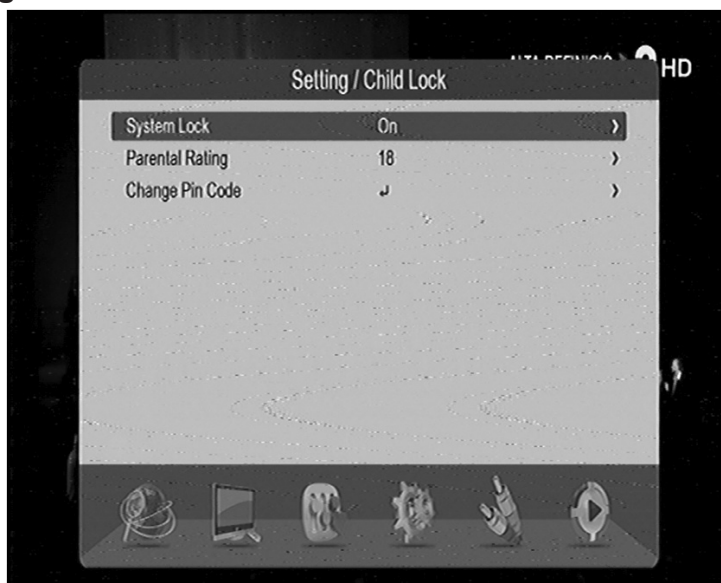 HD
Setting / Child Lock
System Lock On
Parental Rating 18
Change Pin Code